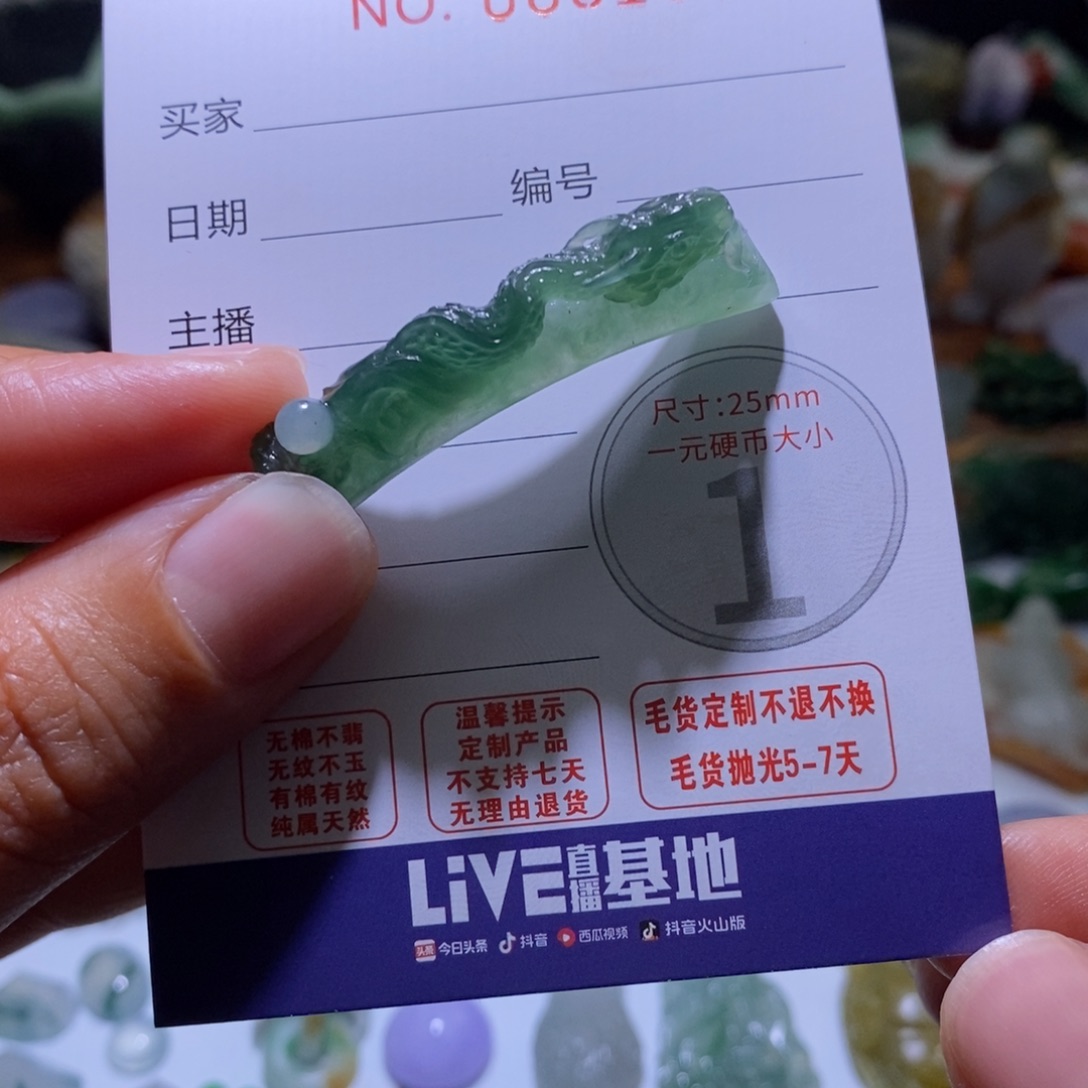 NO.
买家
日期
编号
主播
尺寸:25mm
一元硬币大小
1
无棉不翡
无纹不玉
有棉有纹
纯属天然
温馨提示
定制产品
不支持七天
无理由退货
毛货定制不退不换
毛货抛光5-7天
LiVE直播基地
头条 今日头条 抖音 西瓜视频 抖音火山版